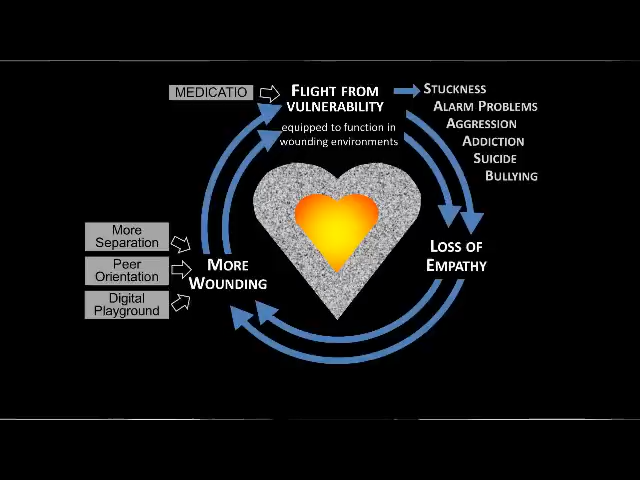 MEDICATIO
FLIGHT FROM
VULNERABILITY
equipped to function in
wounding environments
STUCKNESS
ALARM PROBLEMS
AGGRESSION
ADDICTION
SUICIDE
BULLYING
More
Separation
Peer
Orientation
Digital
Playground
MORE
WOUNDING
LOSS OF
EMPATHY